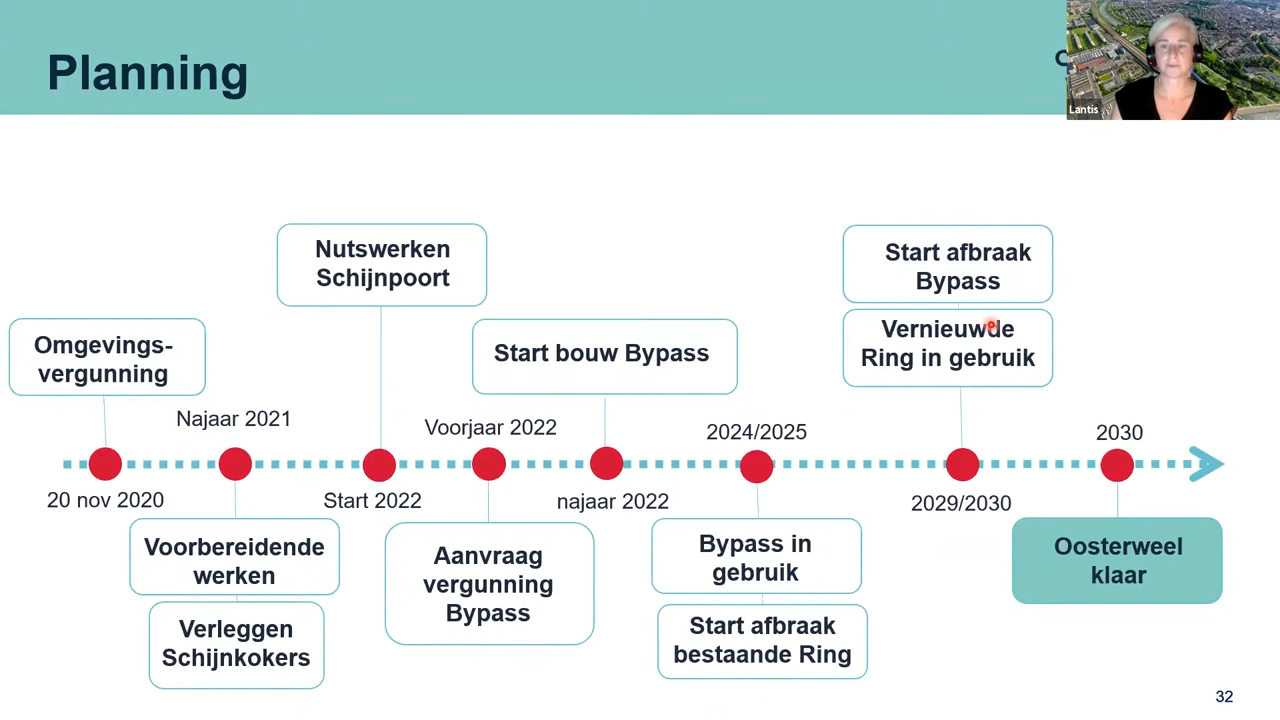 Planning
Lantis
Nutswerken
Schijnpoort
Start afbraak
Bypass
Omgevings-
vergunning
Start bouw Bypass
Vernieuwde
Ring in gebruik
Najaar 2021
Voorjaar 2022
2024/2025
2030
20 nov 2020
Start 2022
najaar 2022
2029/2030
Voorbereidende
werken
Verleggen
Schijnkokers
Aanvraag
vergunning
Bypass
Bypass in
gebruik
Start afbraak
bestaande Ring
Oosterweel
klaar
32